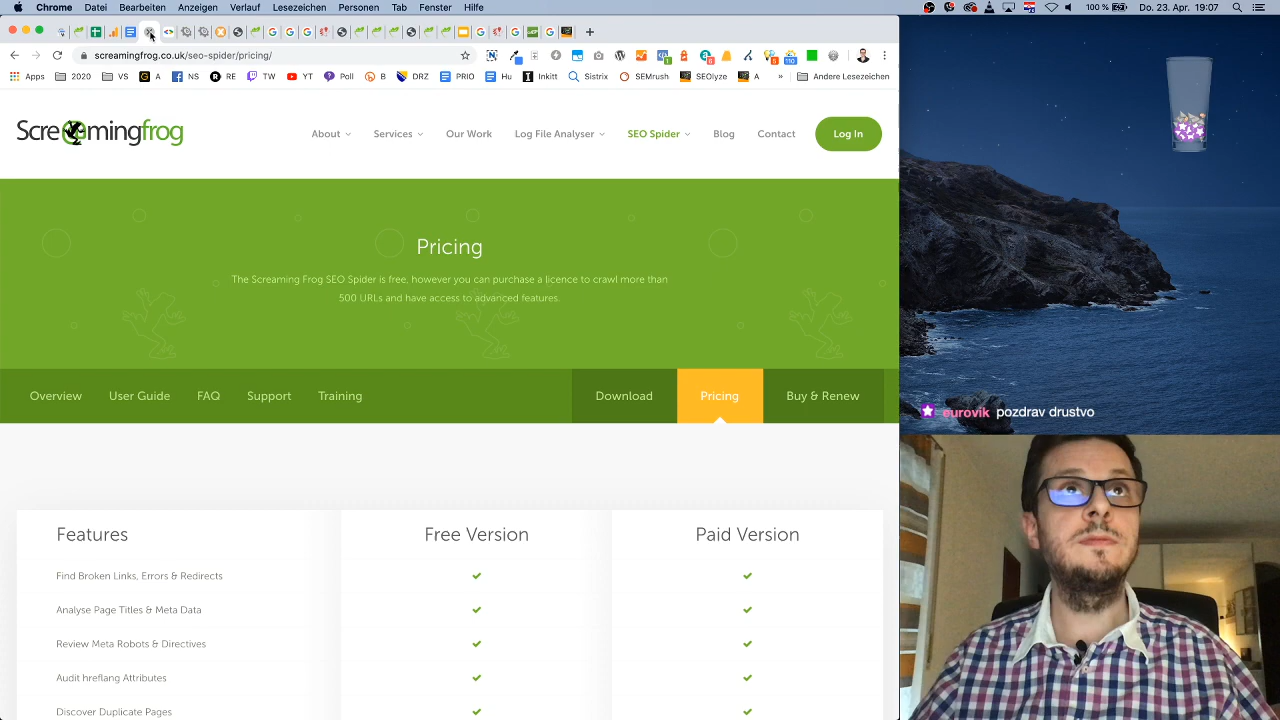 Chrome Datei Bearbeiten Anzeigen Verlauf Lesezeichen Personen Tab Fenster Hilfe
100% Do. 23. Apr. 19:07
screamingfrog.co.uk/seo-spider/pricing/
Apps 2020 VS G A FS NS R RE TW YT Poll B DRZ PRIO Hu Inkitt Sistrix SEMrush SEOlyze A » Andere Lesezeichen
Screamingfrog
About Services Our Work Log File Analyser SEO Spider Blog Contact Log In
Pricing
The Screaming Frog SEO Spider is free, however you can purchase a licence to crawl more than
500 URLs and have access to advanced features.
Overview User Guide FAQ Support Training Download Pricing Buy & Renew
eurovik pozdrav drustvo
Features Free Version Paid Version
Find Broken Links, Errors & Redirects
Analyse Page Titles & Meta Data
Review Meta Robots & Directives
Audit hreflang Attributes
Discover Duplicate Pages